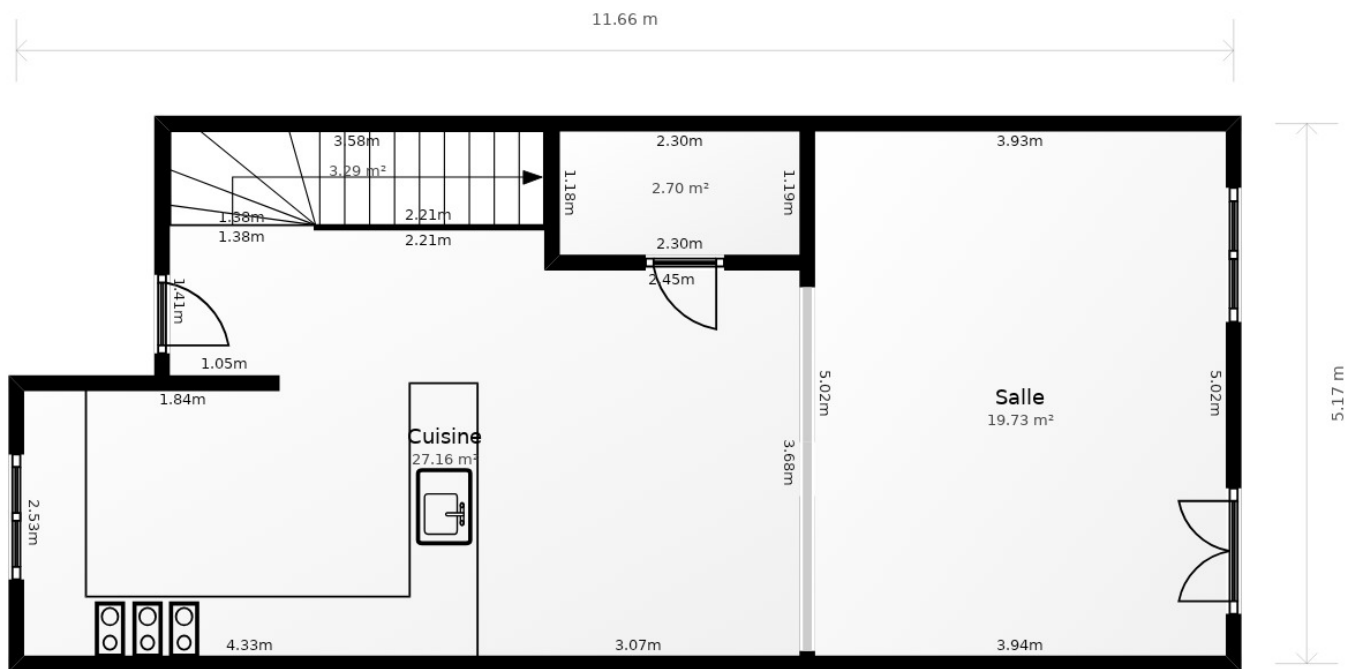 11.66 m
3.58m
3.29 m²
2.30m
3.93m
1.18m
2.70 m²
1.19m
1.38m
2.21m
1.38m
2.21m
2.30m
2.45m
1.41m
1.05m
1.84m
5.02m
5.02m
5.17 m
Salle
19.73 m²
Cuisine
27.16 m²
3.68m
2.53m
4.33m
3.07m
3.94m